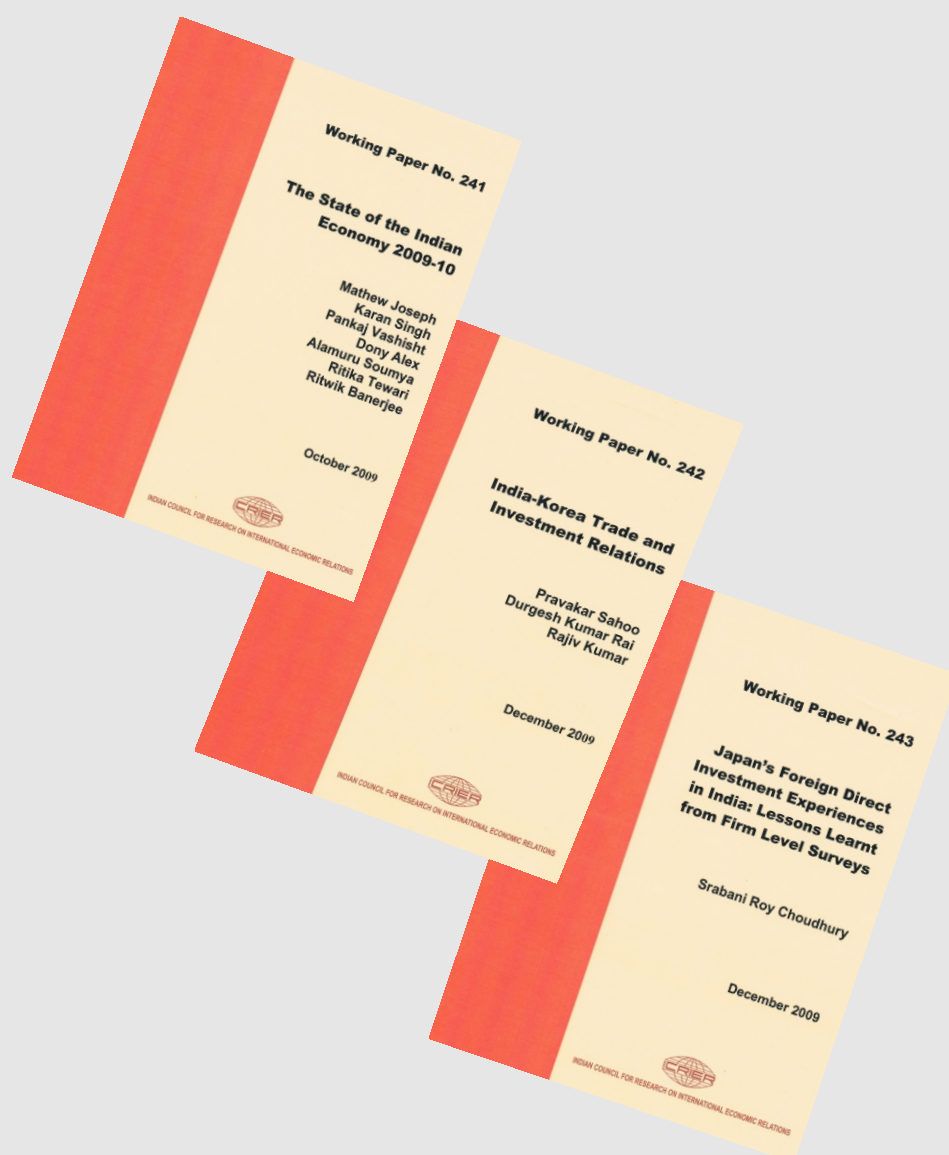 Working Paper No. 241
The State of the Indian
Economy 2009-10
Mathew Joseph
Karan Singh
Pankaj Vashisht
Dony Alex
Alamuru Soumya
Ritika Tewari
Ritwik Banerjee
October 2009
CRIER
INDIAN COUNCIL FOR RESEARCH ON INTERNATIONAL ECONOMIC RELATIONS
Working Paper No. 242
India-Korea Trade and
Investment Relations
Pravakar Sahoo
Durgesh Kumar Rai
Rajiv Kumar
December 2009
CRIER
INDIAN COUNCIL FOR RESEARCH ON INTERNATIONAL ECONOMIC RELATIONS
Working Paper No. 243
Japan's Foreign Direct
Investment Experiences
in India: Lessons Learnt
from Firm Level Surveys
Srabani Roy Choudhury
December 2009
CRIER
INDIAN COUNCIL FOR RESEARCH ON INTERNATIONAL ECONOMIC RELATIONS